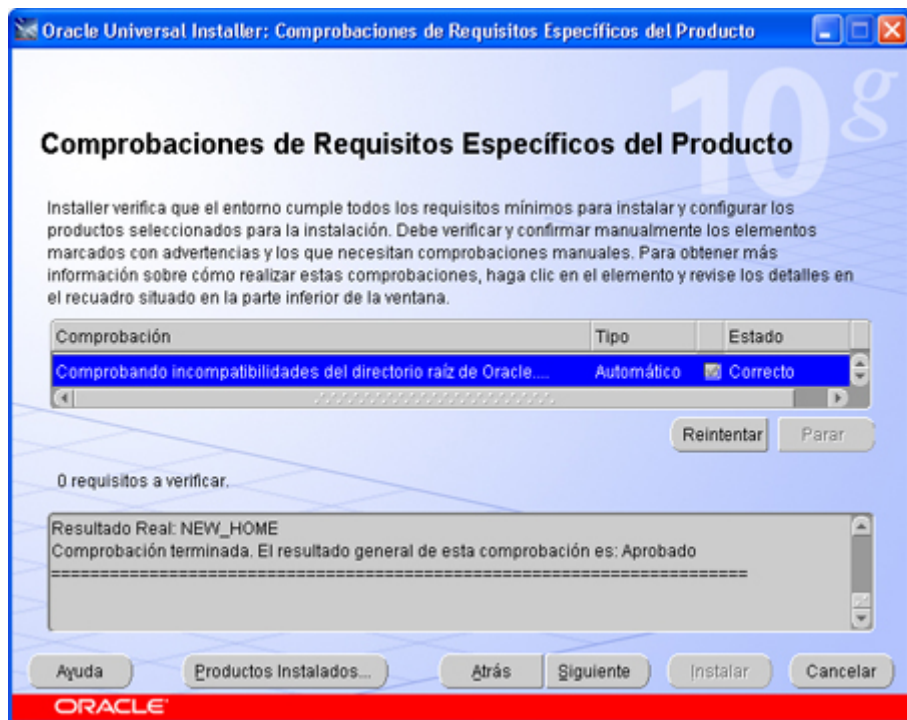 Oracle Universal Installer: Comprobaciones de Requisitos Específicos del Producto
10g
Comprobaciones de Requisitos Específicos del Producto
Installer verifica que el entorno cumple todos los requisitos mínimos para instalar y configurar los
productos seleccionados para la instalación. Debe verificar y confirmar manualmente los elementos
marcados con advertencias y los que necesitan comprobaciones manuales. Para obtener más
información sobre cómo realizar estas comprobaciones, haga clic en el elemento y revise los detalles en
el recuadro situado en la parte inferior de la ventana.
Comprobación Tipo Estado
Comprobando incompatibilidades del directorio raíz de Oracle.... Automático Correcto
Reintentar Parar
0 requisitos a verificar.
Resultado Real: NEW_HOME
Comprobación terminada. El resultado general de esta comprobación es: Aprobado
========================================================================
Ayuda Productos Instalados... Atrás Siguiente Instalar Cancelar
ORACLE